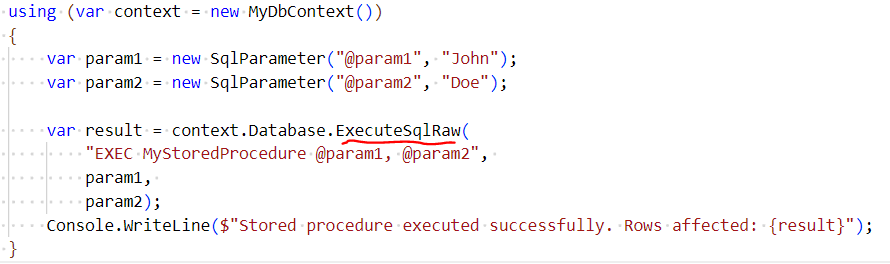 using (var context = new MyDbContext())
{
    var param1 = new SqlParameter("@param1", "John");
    var param2 = new SqlParameter("@param2", "Doe");

    var result = context.Database.ExecuteSqlRaw(
        "EXEC MyStoredProcedure @param1, @param2",
        param1,
        param2);
    Console.WriteLine($"Stored procedure executed successfully. Rows affected: {result}");
}